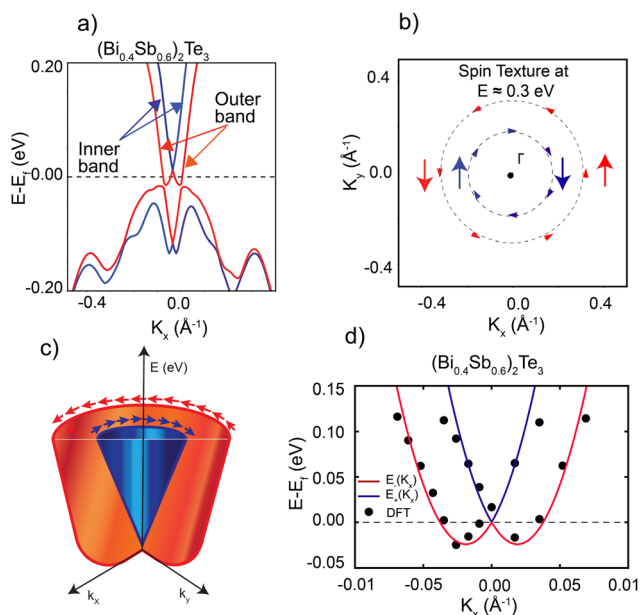 a)
(Bi0.4Sb0.6)2Te3
0.20
0.00
-0.20
E-Ef (eV)
Inner
band
Outer
band
-0.4
0.0
Kx (Å-1)
b)
Spin Texture at
E ≈ 0.3 eV
Γ
0.4
0.0
-0.4
Ky (Å-1)
-0.4
0.0
0.4
Kx (Å-1)
c)
E (eV)
kx
ky
d)
(Bi0.4Sb0.6)2Te3
0.15
0.10
0.05
0.00
-0.05
E-Ef (eV)
E-(Kx)
E+(Kx)
DFT
-0.01
-0.05
0.00
0.05
0.01
Kx (Å-1)